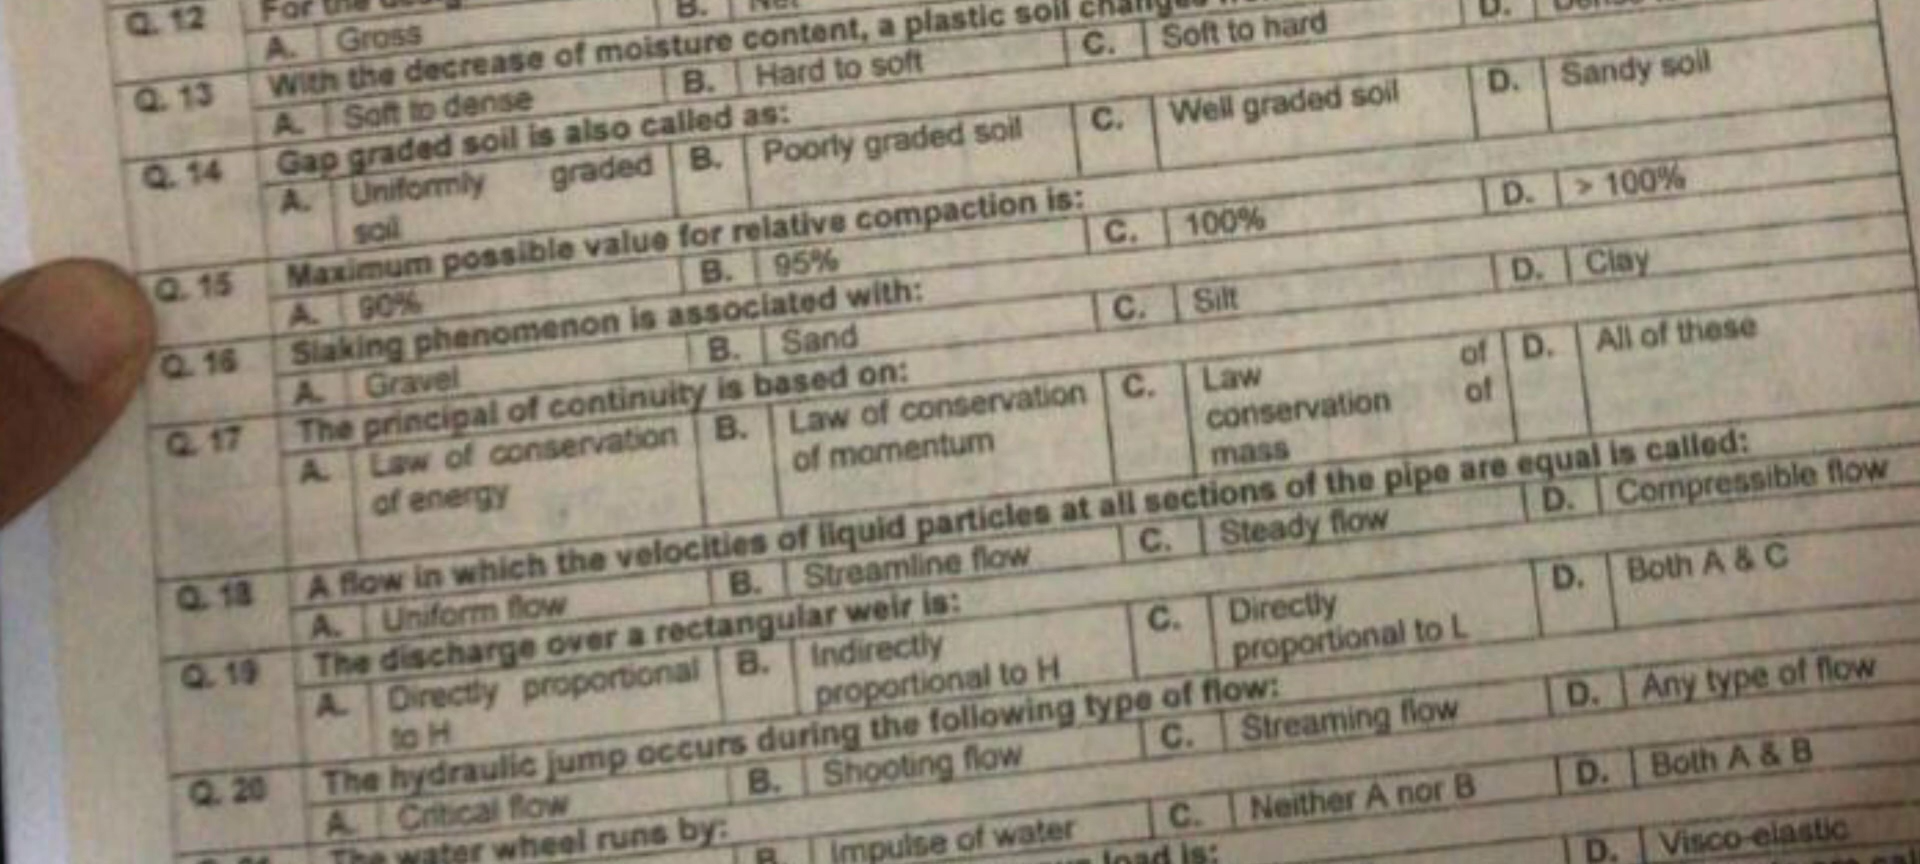 Q. 12 For the
A. Gross B.
Q. 13 With the decrease of moisture content, a plastic soil changes
A. Soft to dense B. Hard to soft C. Soft to hard D.
Q. 14 Gap graded soil is also called as:
A. Uniformly graded soil B. Poorly graded soil C. Well graded soil D. Sandy soil
Q. 15 Maximum possible value for relative compaction is:
A. 90% B. 95% C. 100% D. > 100%
Q. 16 Slaking phenomenon is associated with:
A. Gravel B. Sand C. Silt D. Clay
Q. 17 The principal of continuity is based on:
A. Law of conservation B. Law of conservation C. Law of D. All of these
of energy of momentum conservation of
mass
Q. 18 A flow in which the velocities of liquid particles at all sections of the pipe are equal is called:
A. Uniform flow B. Streamline flow C. Steady flow D. Compressible flow
Q. 19 The discharge over a rectangular weir is:
A. Directly proportional B. Indirectly C. Directly D. Both A & C
to H proportional to H proportional to L
Q. 20 The hydraulic jump occurs during the following type of flow:
A. Critical flow B. Shooting flow C. Streaming flow D. Any type of flow
The water wheel runs by:
B. Impulse of water C. Neither A nor B D. Both A & B
load is:
D. Visco-elastic